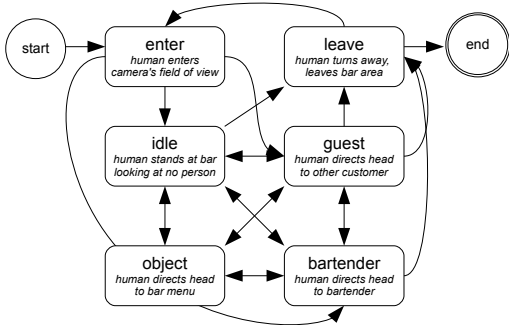 start
enter
human enters
camera's field of view
leave
human turns away,
leaves bar area
end
idle
human stands at bar
looking at no person
guest
human directs head
to other customer
object
human directs head
to bar menu
bartender
human directs head
to bartender